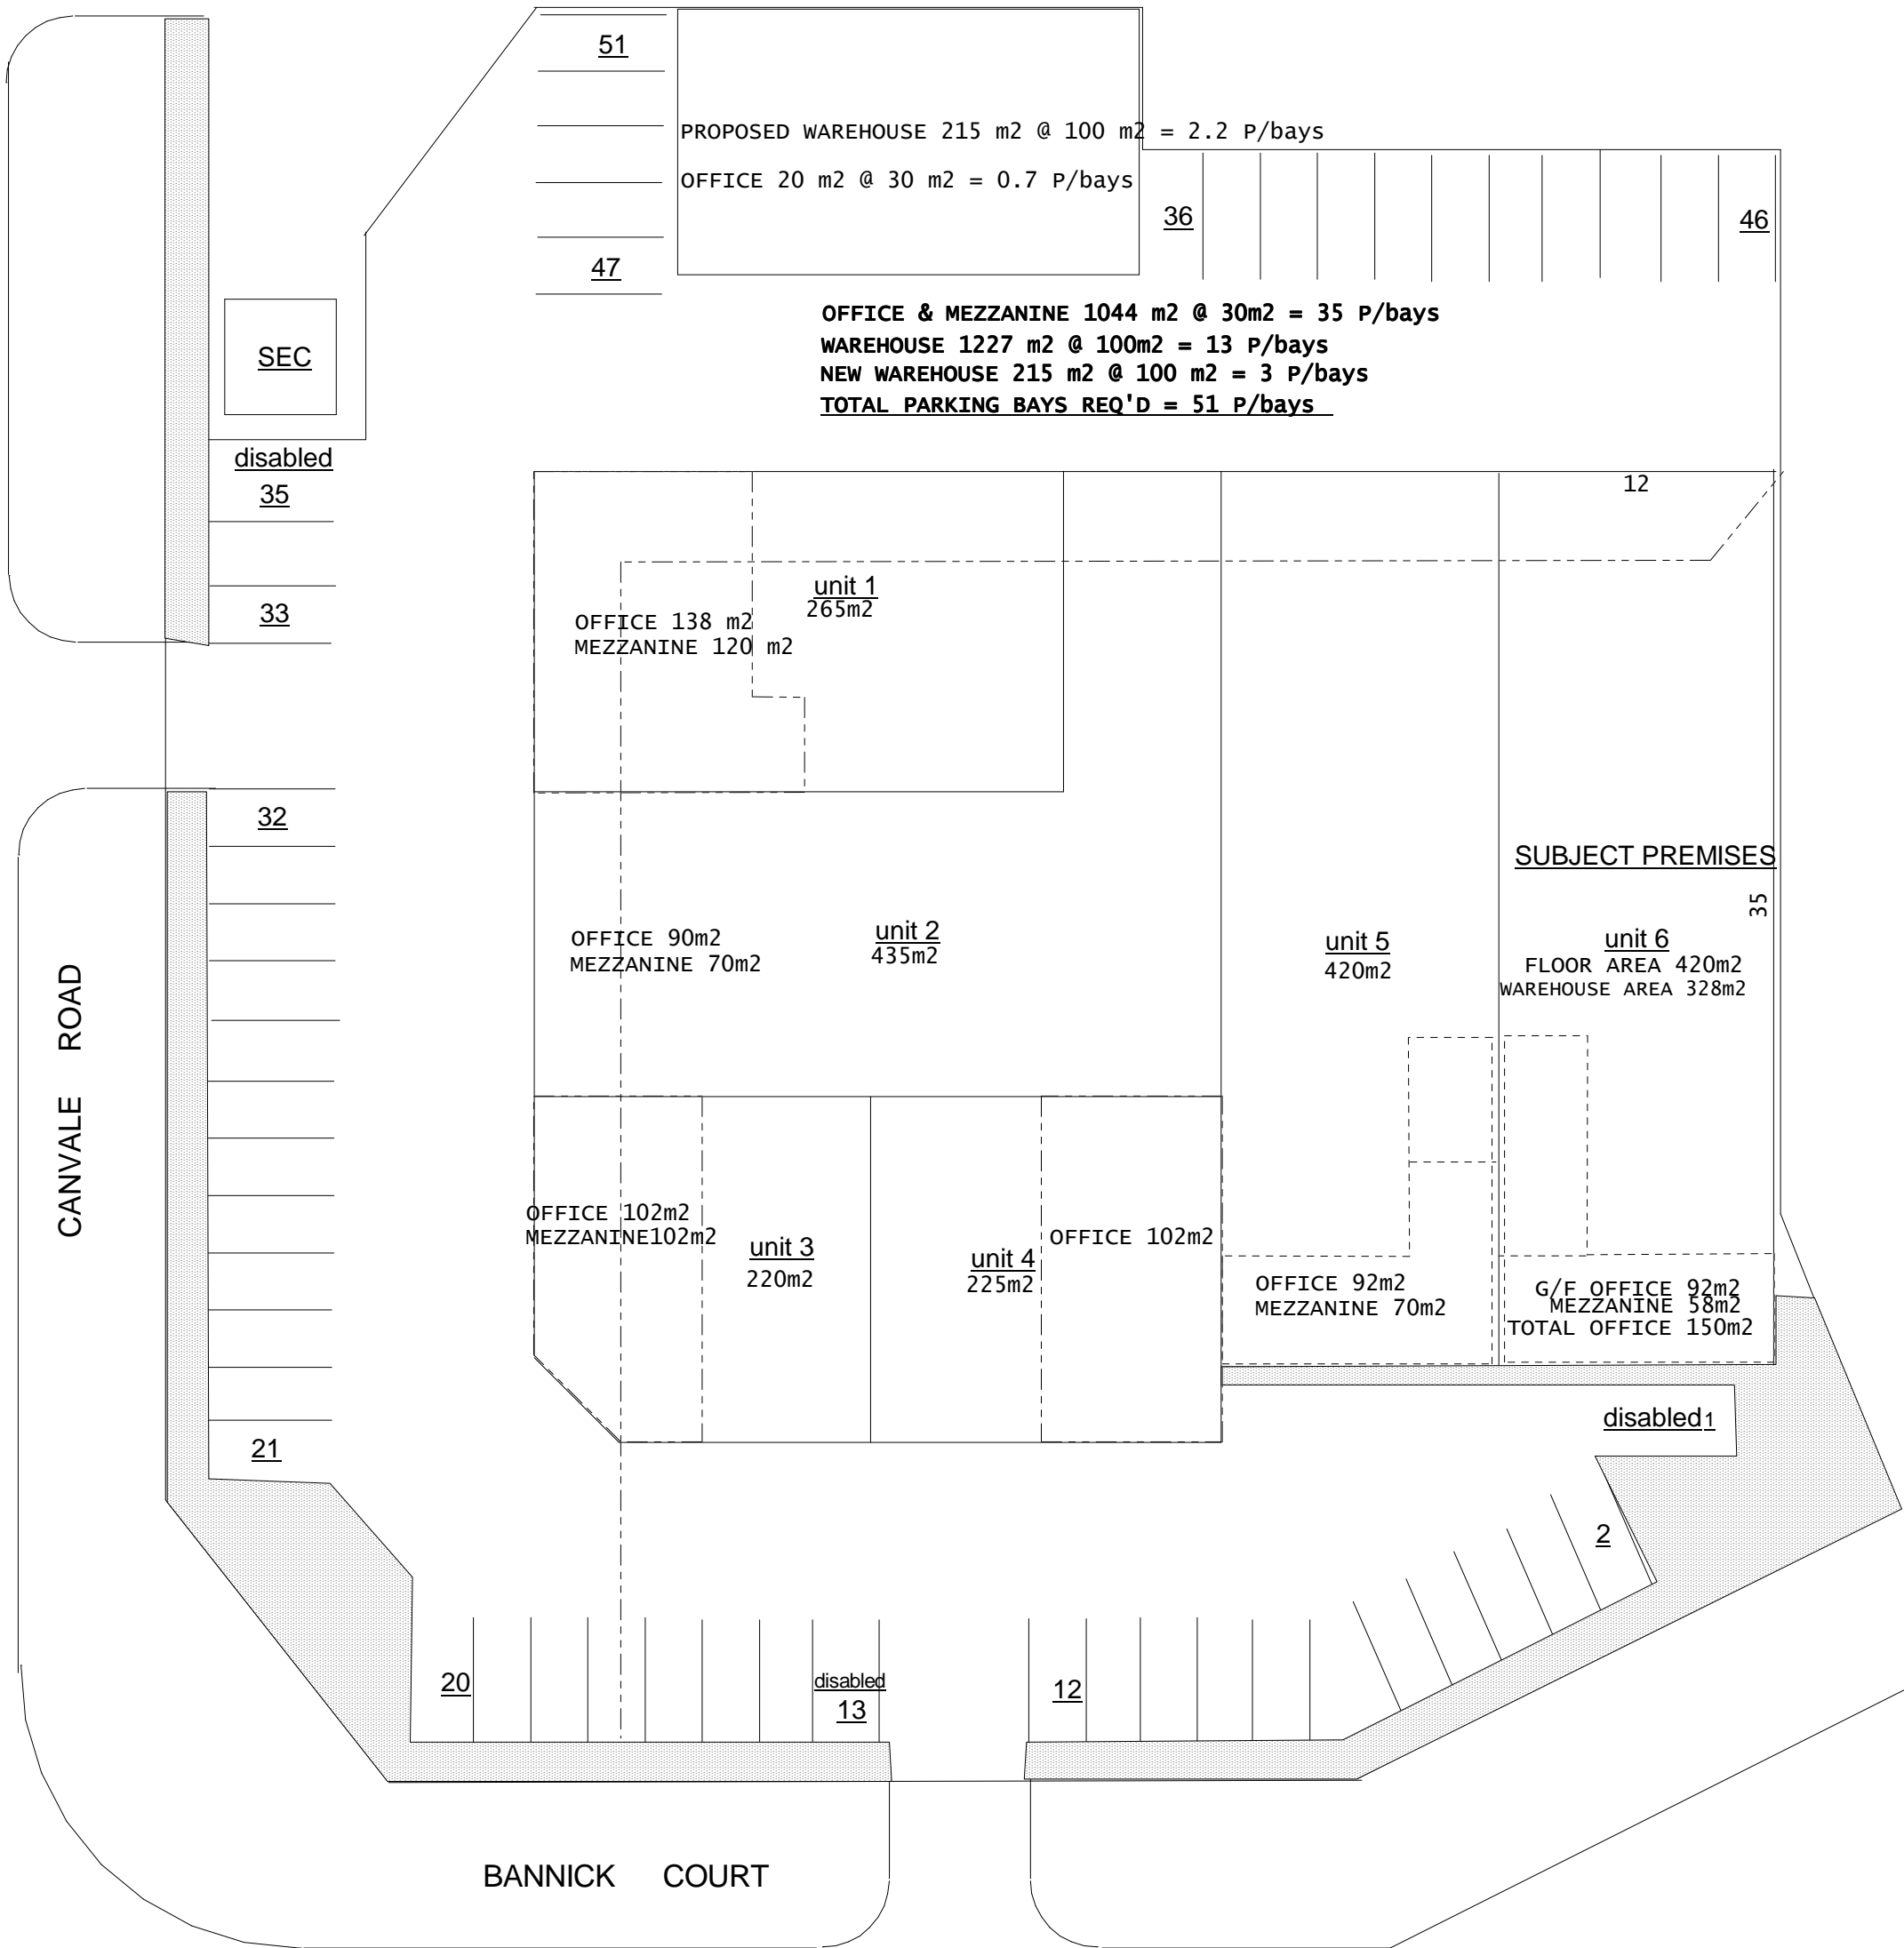 51
PROPOSED WAREHOUSE 215 m2 @ 100 m2 = 2.2 P/bays
OFFICE 20 m2 @ 30 m2 = 0.7 P/bays
36
46
47
OFFICE & MEZZANINE 1044 m2 @ 30m2 = 35 P/bays
WAREHOUSE 1227 m2 @ 100m2 = 13 P/bays
NEW WAREHOUSE 215 m2 @ 100 m2 = 3 P/bays
TOTAL PARKING BAYS REQ'D = 51 P/bays
SEC
disabled
35
33
12
unit 1
265m2
OFFICE 138 m2
MEZZANINE 120 m2
32
SUBJECT PREMISES
35
unit 2
435m2
OFFICE 90m2
MEZZANINE 70m2
unit 5
420m2
unit 6
FLOOR AREA 420m2
WAREHOUSE AREA 328m2
CANVALE ROAD
OFFICE 102m2
MEZZANINE102m2
unit 3
220m2
unit 4
225m2
OFFICE 102m2
OFFICE 92m2
MEZZANINE 70m2
G/F OFFICE 92m2
MEZZANINE 58m2
TOTAL OFFICE 150m2
21
disabled 1
2
20
disabled
13
12
BANNICK COURT